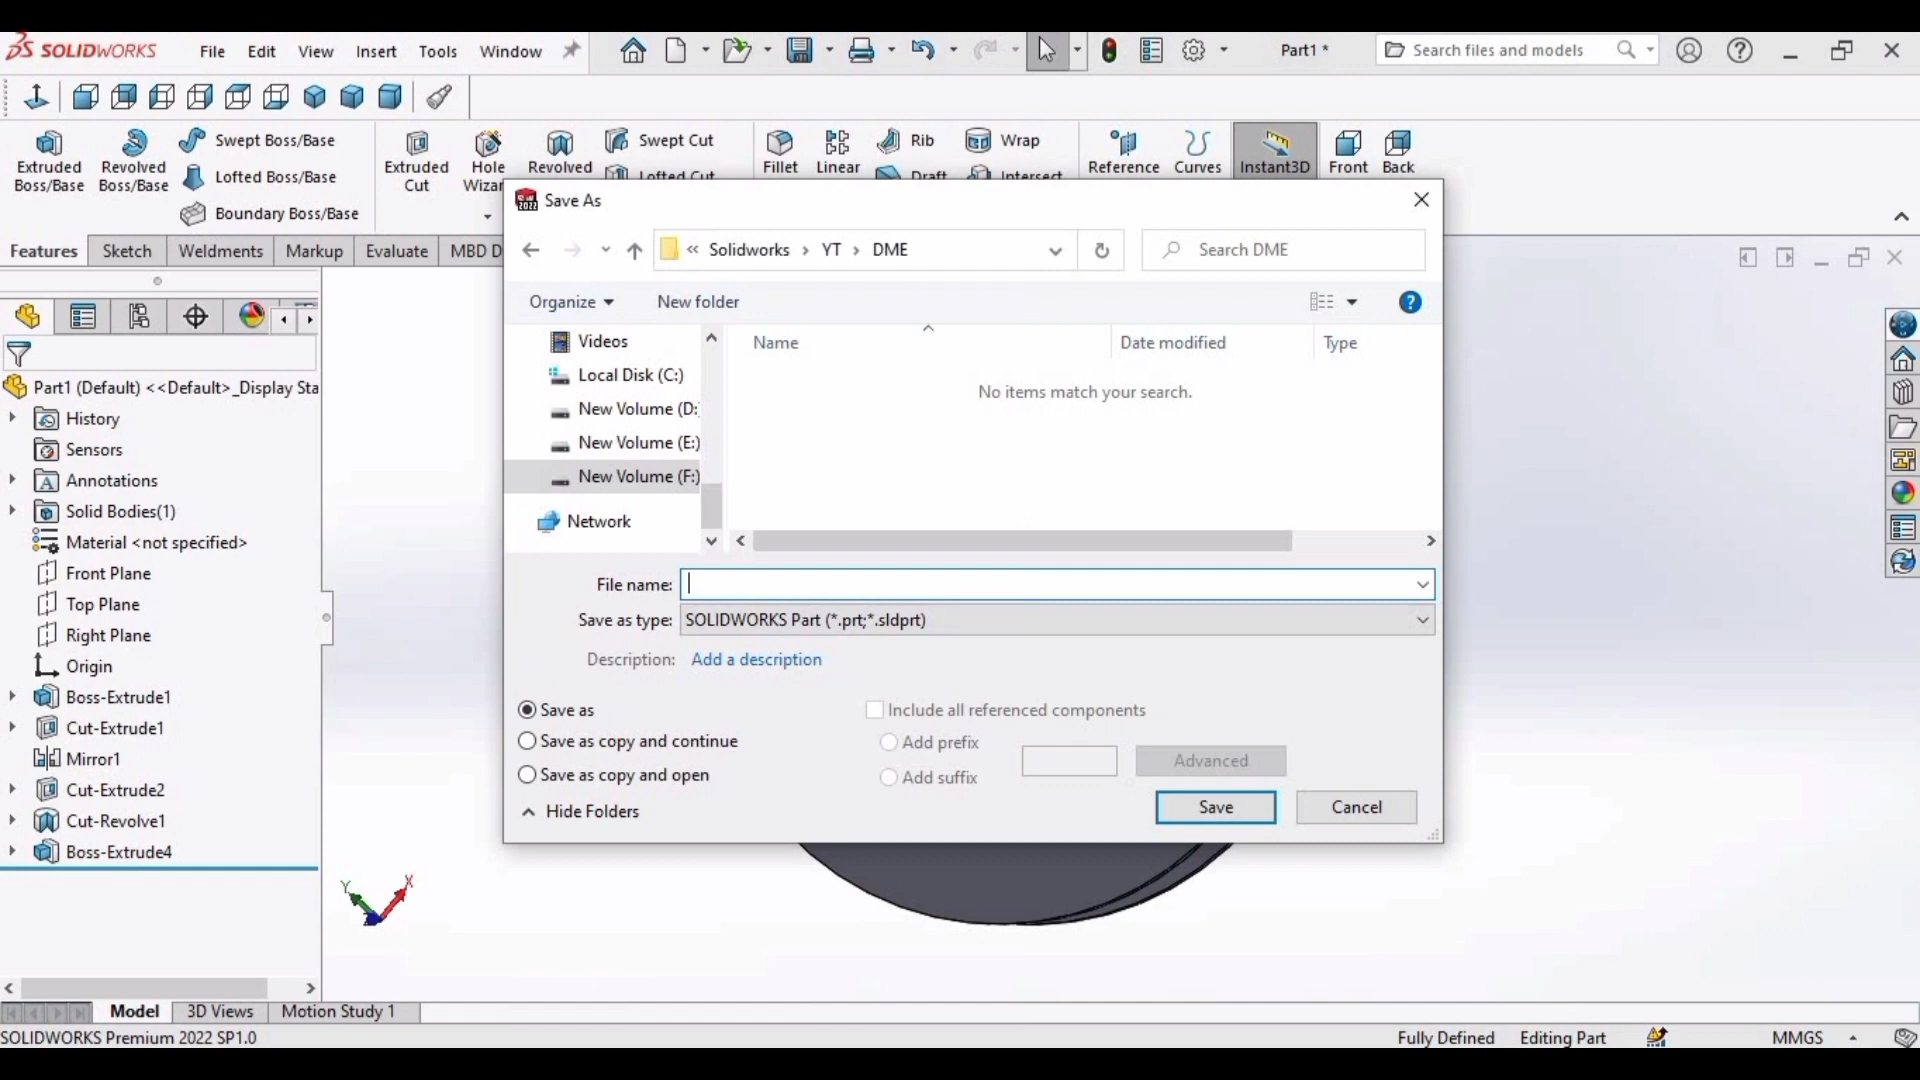 SOLIDWORKS File Edit View Insert Tools Window Part1 * Search files and models
Extruded Boss/Base
Revolved Boss/Base
Swept Boss/Base
Lofted Boss/Base
Boundary Boss/Base
Extruded Cut
Hole
Revolved
Swept Cut
Lofted Cut
Fillet
Linear
Rib
Draft
Wrap
Intersect
Reference
Curves
Instant3D
Front
Back
Features Sketch Weldments Markup Evaluate MBD D
Part1 (Default) <<Default>_Display Sta
History
Sensors
Annotations
Solid Bodies(1)
Material <not specified>
Front Plane
Top Plane
Right Plane
Origin
Boss-Extrude1
Cut-Extrude1
Mirror1
Cut-Extrude2
Cut-Revolve1
Boss-Extrude4
Save As
« Solidworks › YT › DME
Search DME
Organize New folder
Videos
Local Disk (C:)
New Volume (D:
New Volume (E:)
New Volume (F:)
Network
Name Date modified Type
No items match your search.
File name:
Save as type: SOLIDWORKS Part (*.prt;*.sldprt)
Description: Add a description
Save as
Save as copy and continue
Save as copy and open
Include all referenced components
Add prefix
Add suffix
Advanced
Hide Folders
Save Cancel
Y
X
Model 3D Views Motion Study 1
SOLIDWORKS Premium 2022 SP1.0 Fully Defined Editing Part MMGS